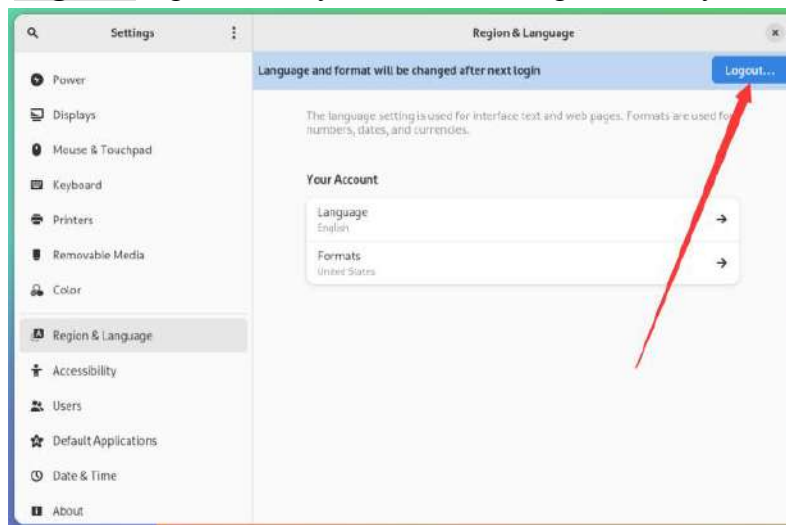 Settings
Region & Language
Power
Displays
Mouse & Touchpad
Keyboard
Printers
Removable Media
Color
Region & Language
Accessibility
Users
Default Applications
Date & Time
About
Language and format will be changed after next login
Logout...
The language setting is used for interface text and web pages. Formats are used for
numbers, dates, and currencies.
Your Account
Language
English
Formats
United States